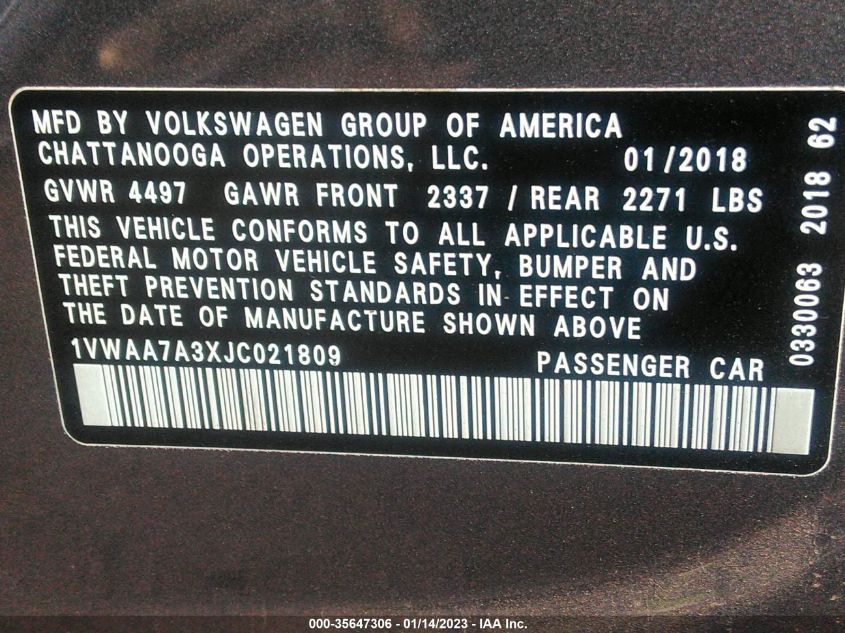 MFD BY VOLKSWAGEN GROUP OF AMERICA
CHATTANOOGA OPERATIONS, LLC. 01/2018
GVWR 4497 GAWR FRONT 2337 / REAR 2271 LBS
THIS VEHICLE CONFORMS TO ALL APPLICABLE U.S.
FEDERAL MOTOR VEHICLE SAFETY, BUMPER AND
THEFT PREVENTION STANDARDS IN EFFECT ON
THE DATE OF MANUFACTURE SHOWN ABOVE
1VWAA7A3XJC021809 PASSENGER CAR
0330063 2018 62
000-35647306 - 01/14/2023 - IAA Inc.